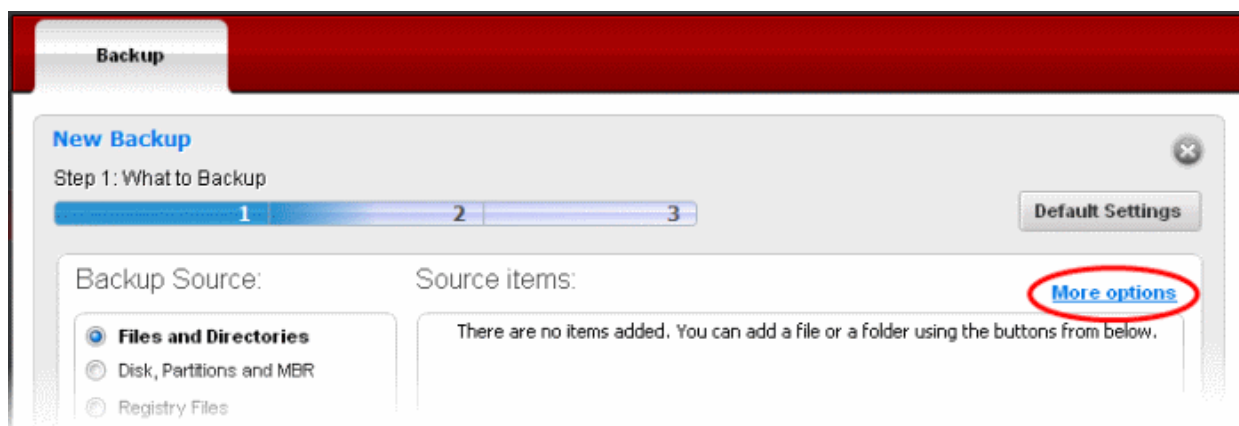 Backup
New Backup
Step 1: What to Backup
1 2 3
Default Settings
Backup Source:
Source items:
More options
Files and Directories
There are no items added. You can add a file or a folder using the buttons from below.
Disk, Partitions and MBR
Registry Files